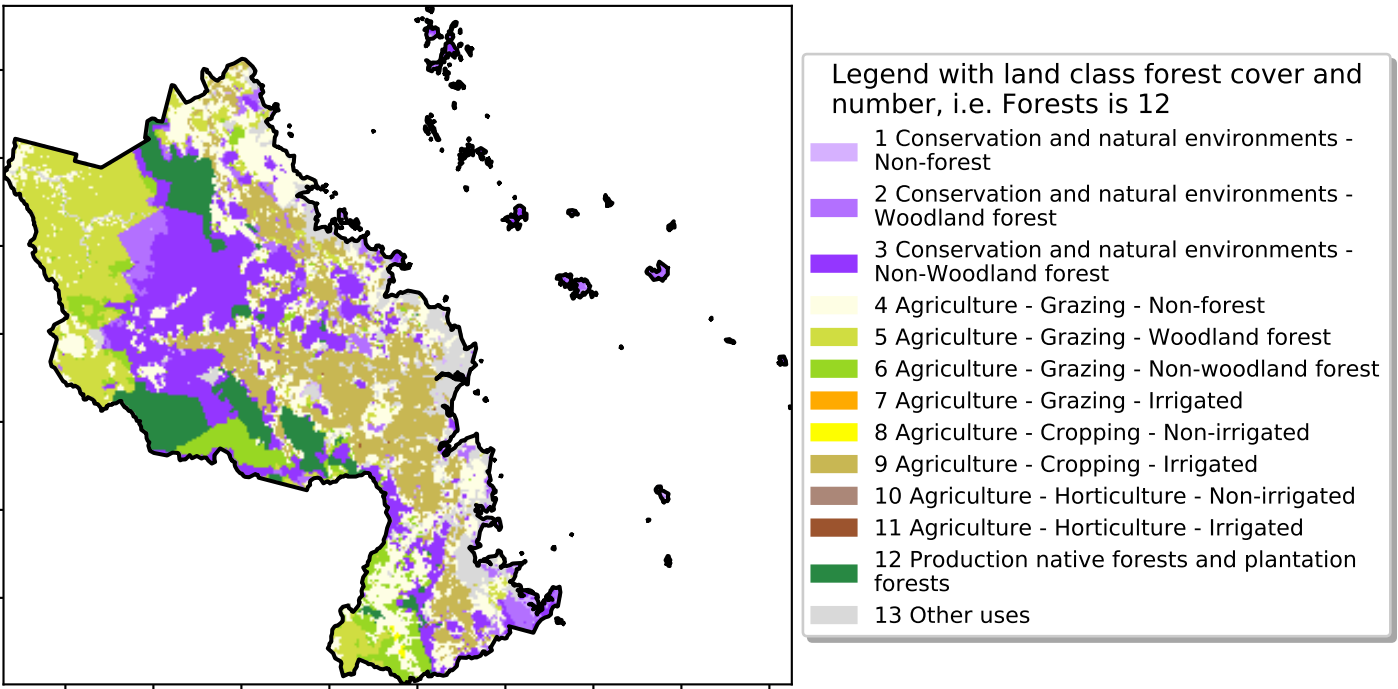 Legend with land class forest cover and
number, i.e. Forests is 12
1 Conservation and natural environments -
Non-forest
2 Conservation and natural environments -
Woodland forest
3 Conservation and natural environments -
Non-Woodland forest
4 Agriculture - Grazing - Non-forest
5 Agriculture - Grazing - Woodland forest
6 Agriculture - Grazing - Non-woodland forest
7 Agriculture - Grazing - Irrigated
8 Agriculture - Cropping - Non-irrigated
9 Agriculture - Cropping - Irrigated
10 Agriculture - Horticulture - Non-irrigated
11 Agriculture - Horticulture - Irrigated
12 Production native forests and plantation
forests
13 Other uses